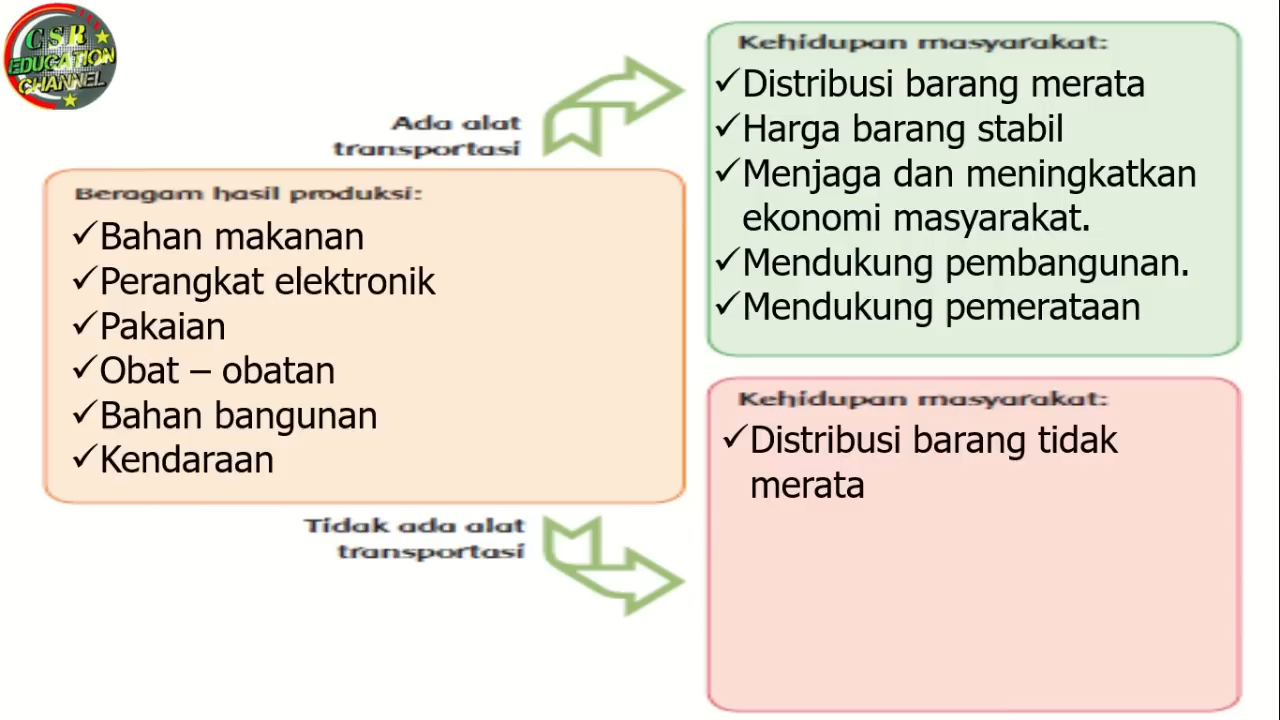 CSR
EDUCATION
CHANNEL
Ada alat
transportasi
Beragam hasil produksi:
✓Bahan makanan
✓Perangkat elektronik
✓Pakaian
✓Obat – obatan
✓Bahan bangunan
✓Kendaraan
Tidak ada alat
transportasi
Kehidupan masyarakat:
✓Distribusi barang merata
✓Harga barang stabil
✓Menjaga dan meningkatkan
ekonomi masyarakat.
✓Mendukung pembangunan.
✓Mendukung pemerataan
Kehidupan masyarakat:
✓Distribusi barang tidak
merata